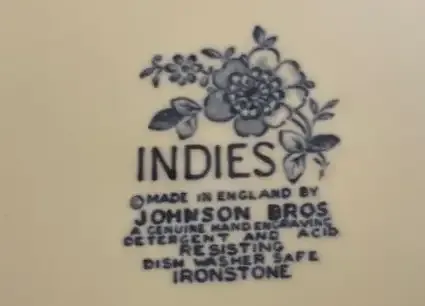 INDIES
© MADE IN ENGLAND BY
JOHNSON BROS
A GENUINE HAND ENGRAVING
DETERGENT AND ACID
RESISTING
DISH WASHER SAFE
IRONSTONE